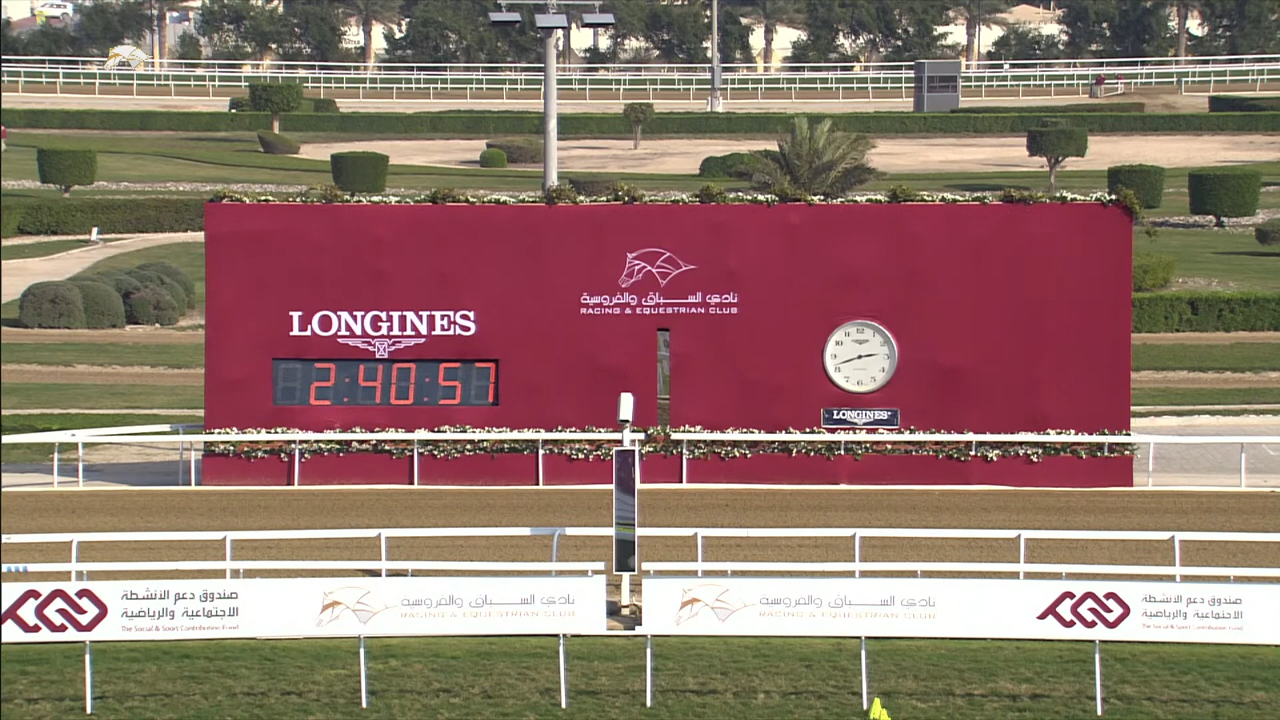 نادي السباق والفروسية
RACING & EQUESTRIAN CLUB
LONGINES
2:40:57
12
LONGINES
صندوق دعم الأنشطة
الاجتماعية والرياضية
The Social & Sport Contribution Fund
نادي السباق والفروسية
RACING & EQUESTRIAN CLUB
نادي السباق والفروسية
RACING & EQUESTRIAN CLUB
صندوق دعم الأنشطة
الاجتماعية والرياضية
The Social & Sport Contribution Fund